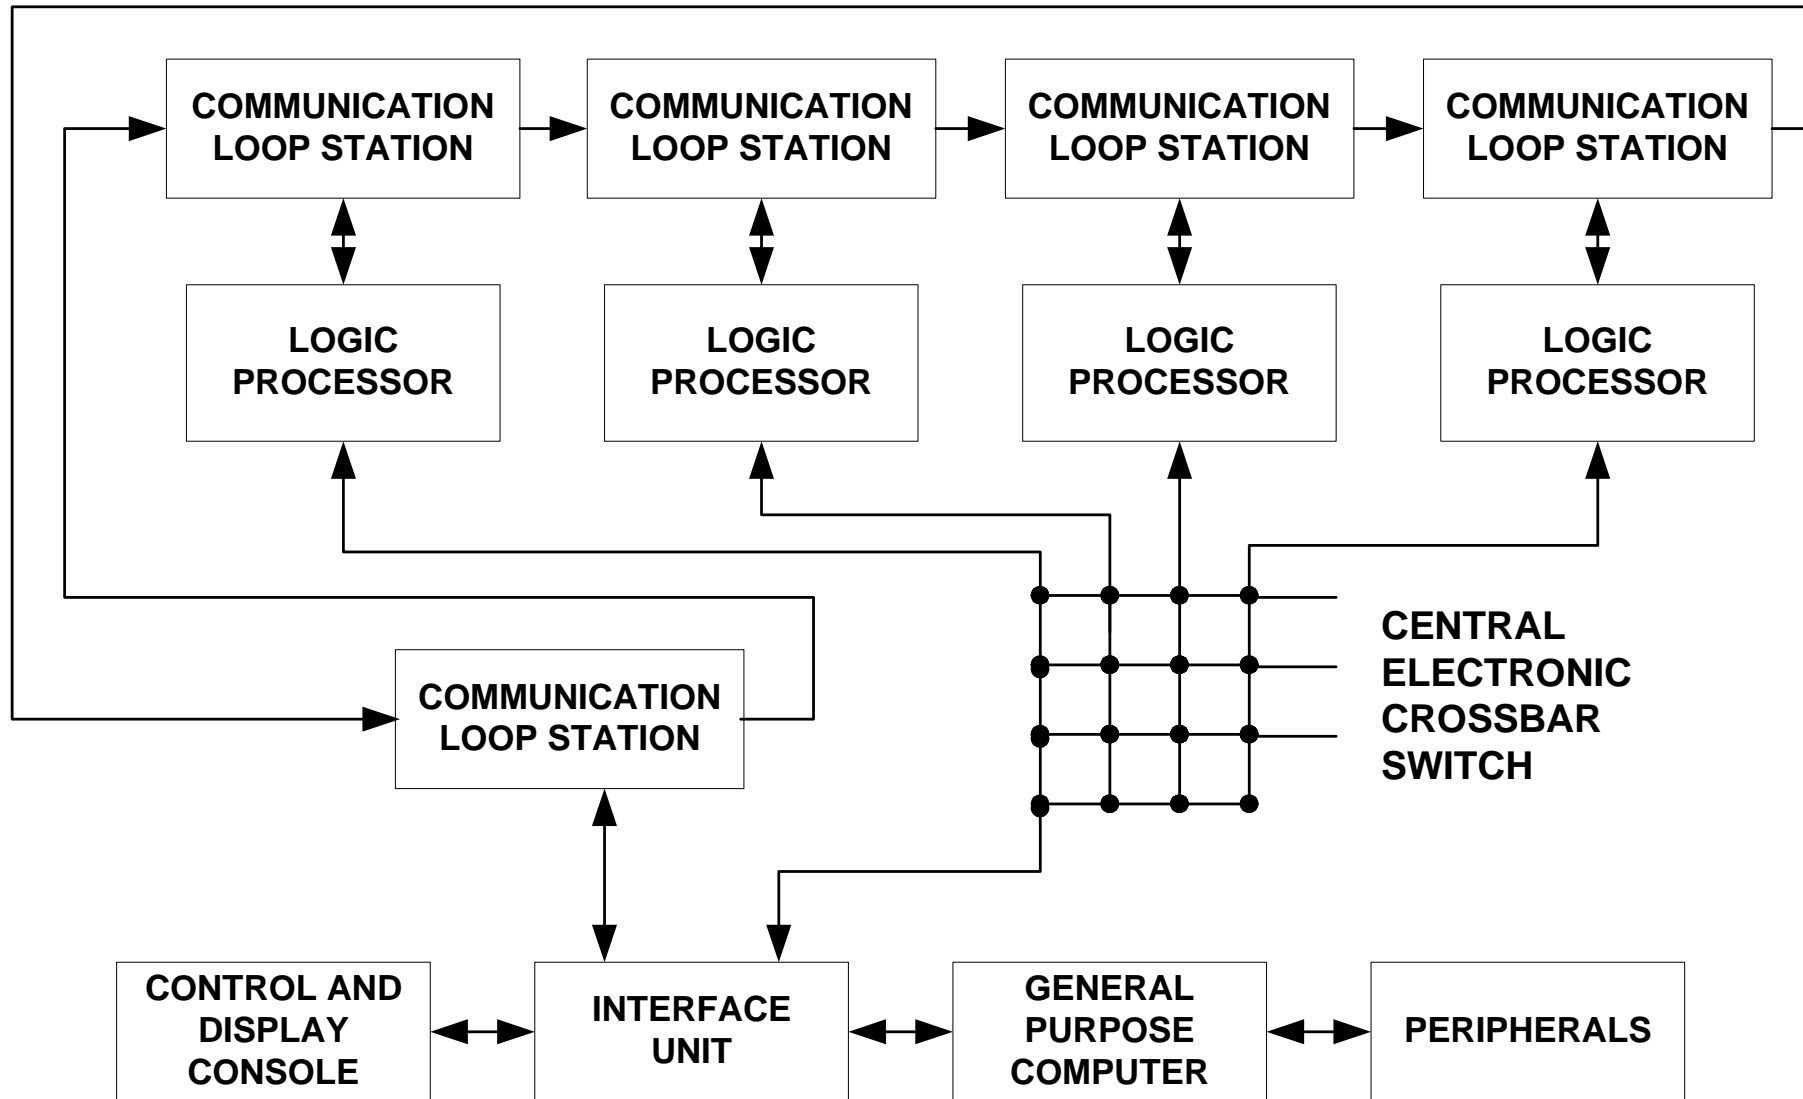 COMMUNICATION
LOOP STATION
COMMUNICATION
LOOP STATION
COMMUNICATION
LOOP STATION
COMMUNICATION
LOOP STATION
LOGIC
PROCESSOR
LOGIC
PROCESSOR
LOGIC
PROCESSOR
LOGIC
PROCESSOR
CENTRAL
ELECTRONIC
CROSSBAR
SWITCH
COMMUNICATION
LOOP STATION
CONTROL AND
DISPLAY
CONSOLE
INTERFACE
UNIT
GENERAL
PURPOSE
COMPUTER
PERIPHERALS